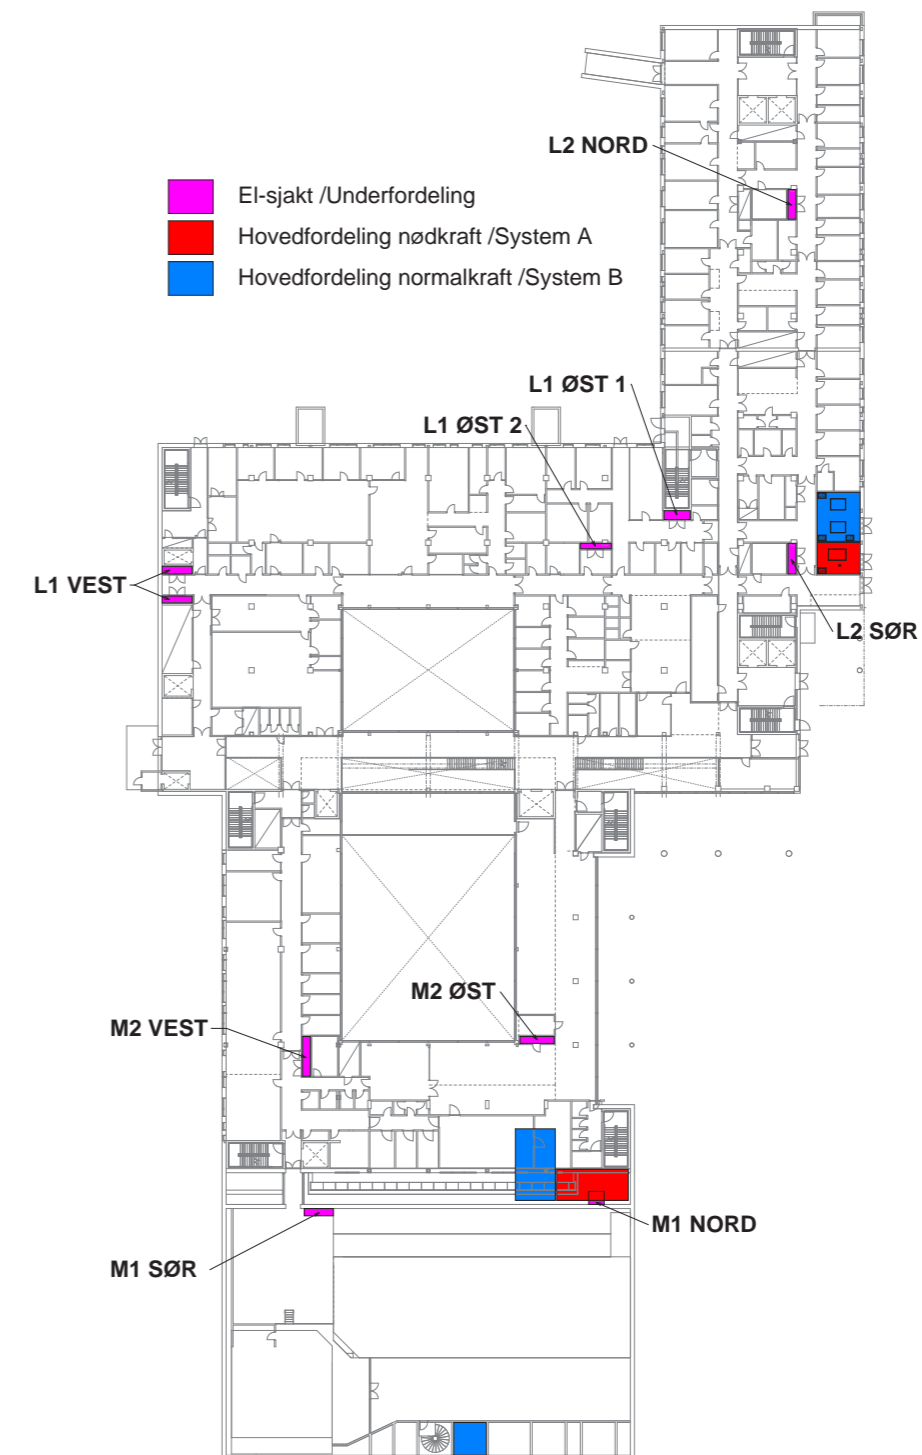 L2 NORD
El-sjakt /Underfordeling
Hovedfordeling nødkraft /System A
Hovedfordeling normalkraft /System B
L1 ØST 1
L1 ØST 2
L1 VEST
L2 SØR
M2 ØST
M2 VEST
M1 NORD
M1 SØR